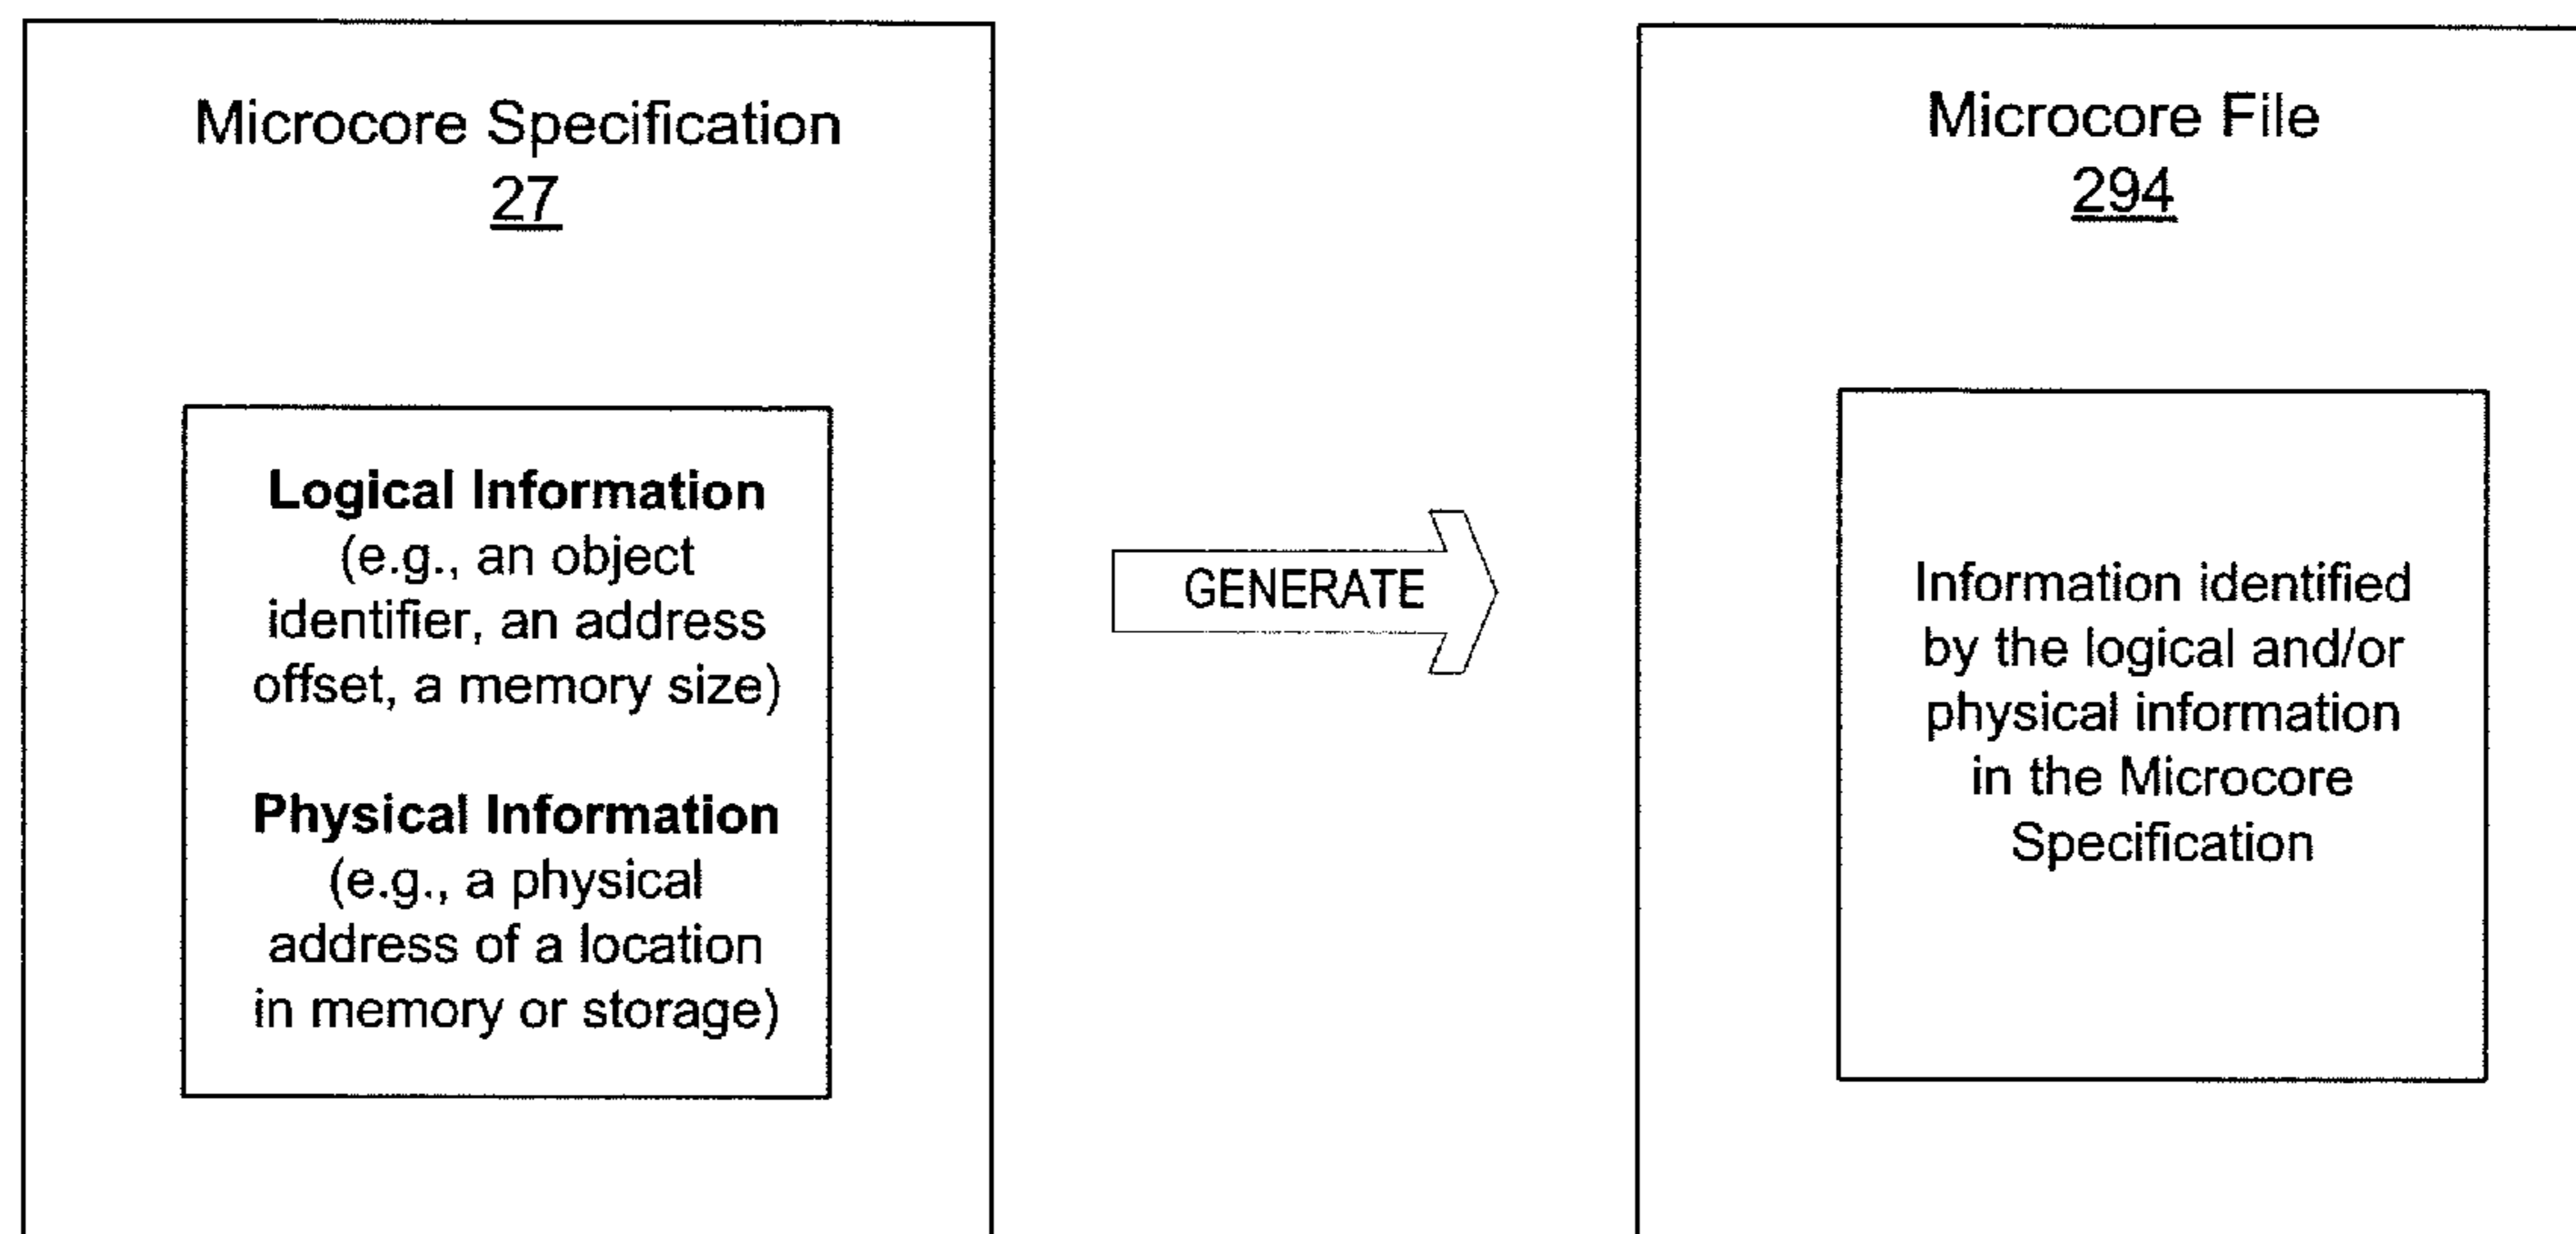 Microcore Specification
27
Logical Information
(e.g., an object
identifier, an address
offset, a memory size)
Physical Information
(e.g., a physical
address of a location
in memory or storage)
GENERATE
Microcore File
294
Information identified
by the logical and/or
physical information
in the Microcore
Specification